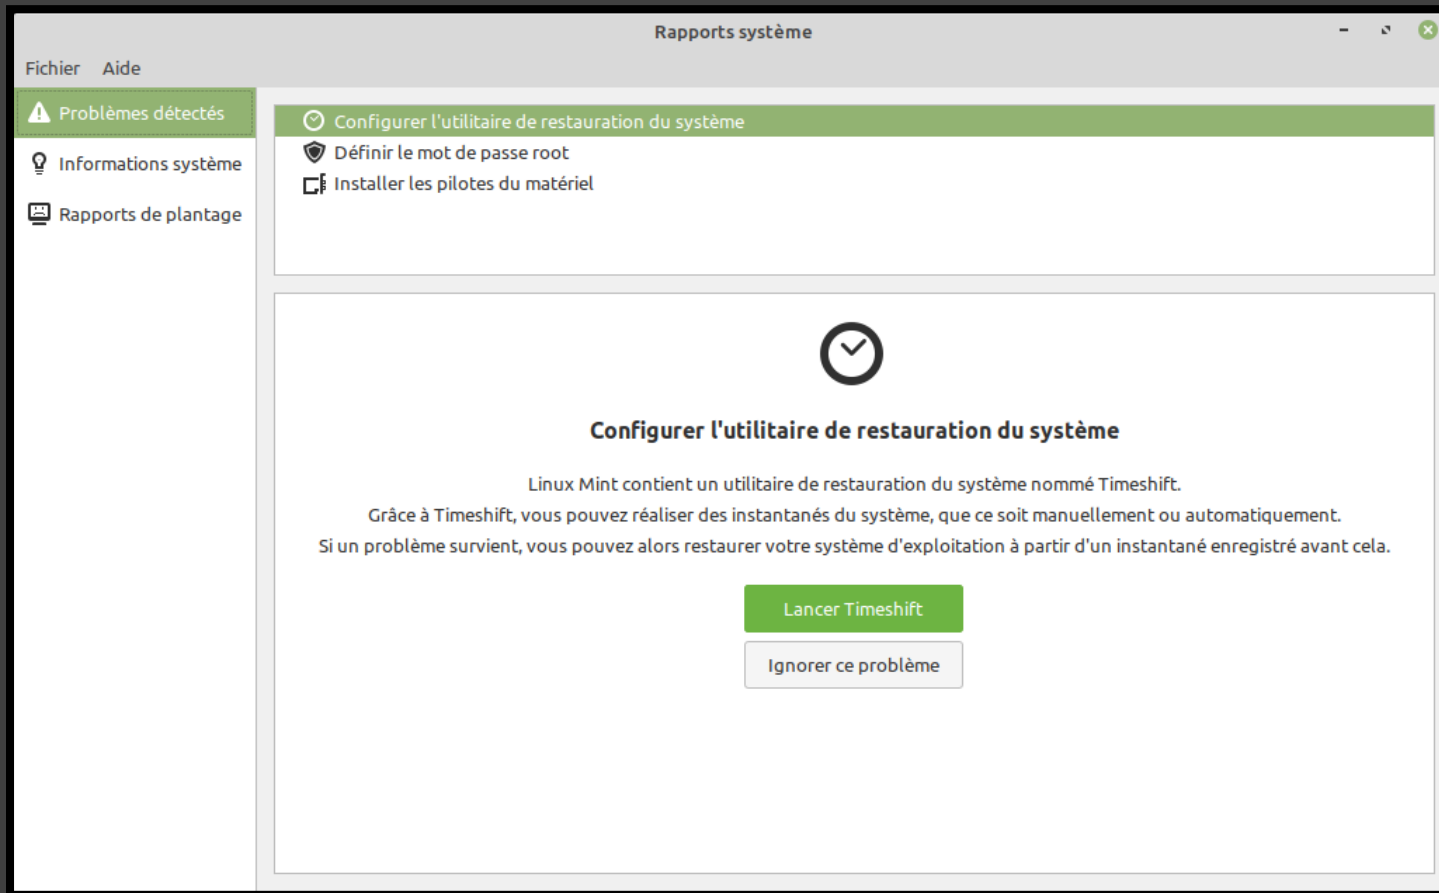 Rapports système
Fichier Aide
Problèmes détectés
Informations système
Rapports de plantage
Configurer l'utilitaire de restauration du système
Définir le mot de passe root
Installer les pilotes du matériel
Configurer l'utilitaire de restauration du système
Linux Mint contient un utilitaire de restauration du système nommé Timeshift.
Grâce à Timeshift, vous pouvez réaliser des instantanés du système, que ce soit manuellement ou automatiquement.
Si un problème survient, vous pouvez alors restaurer votre système d'exploitation à partir d'un instantané enregistré avant cela.
Lancer Timeshift
Ignorer ce problème